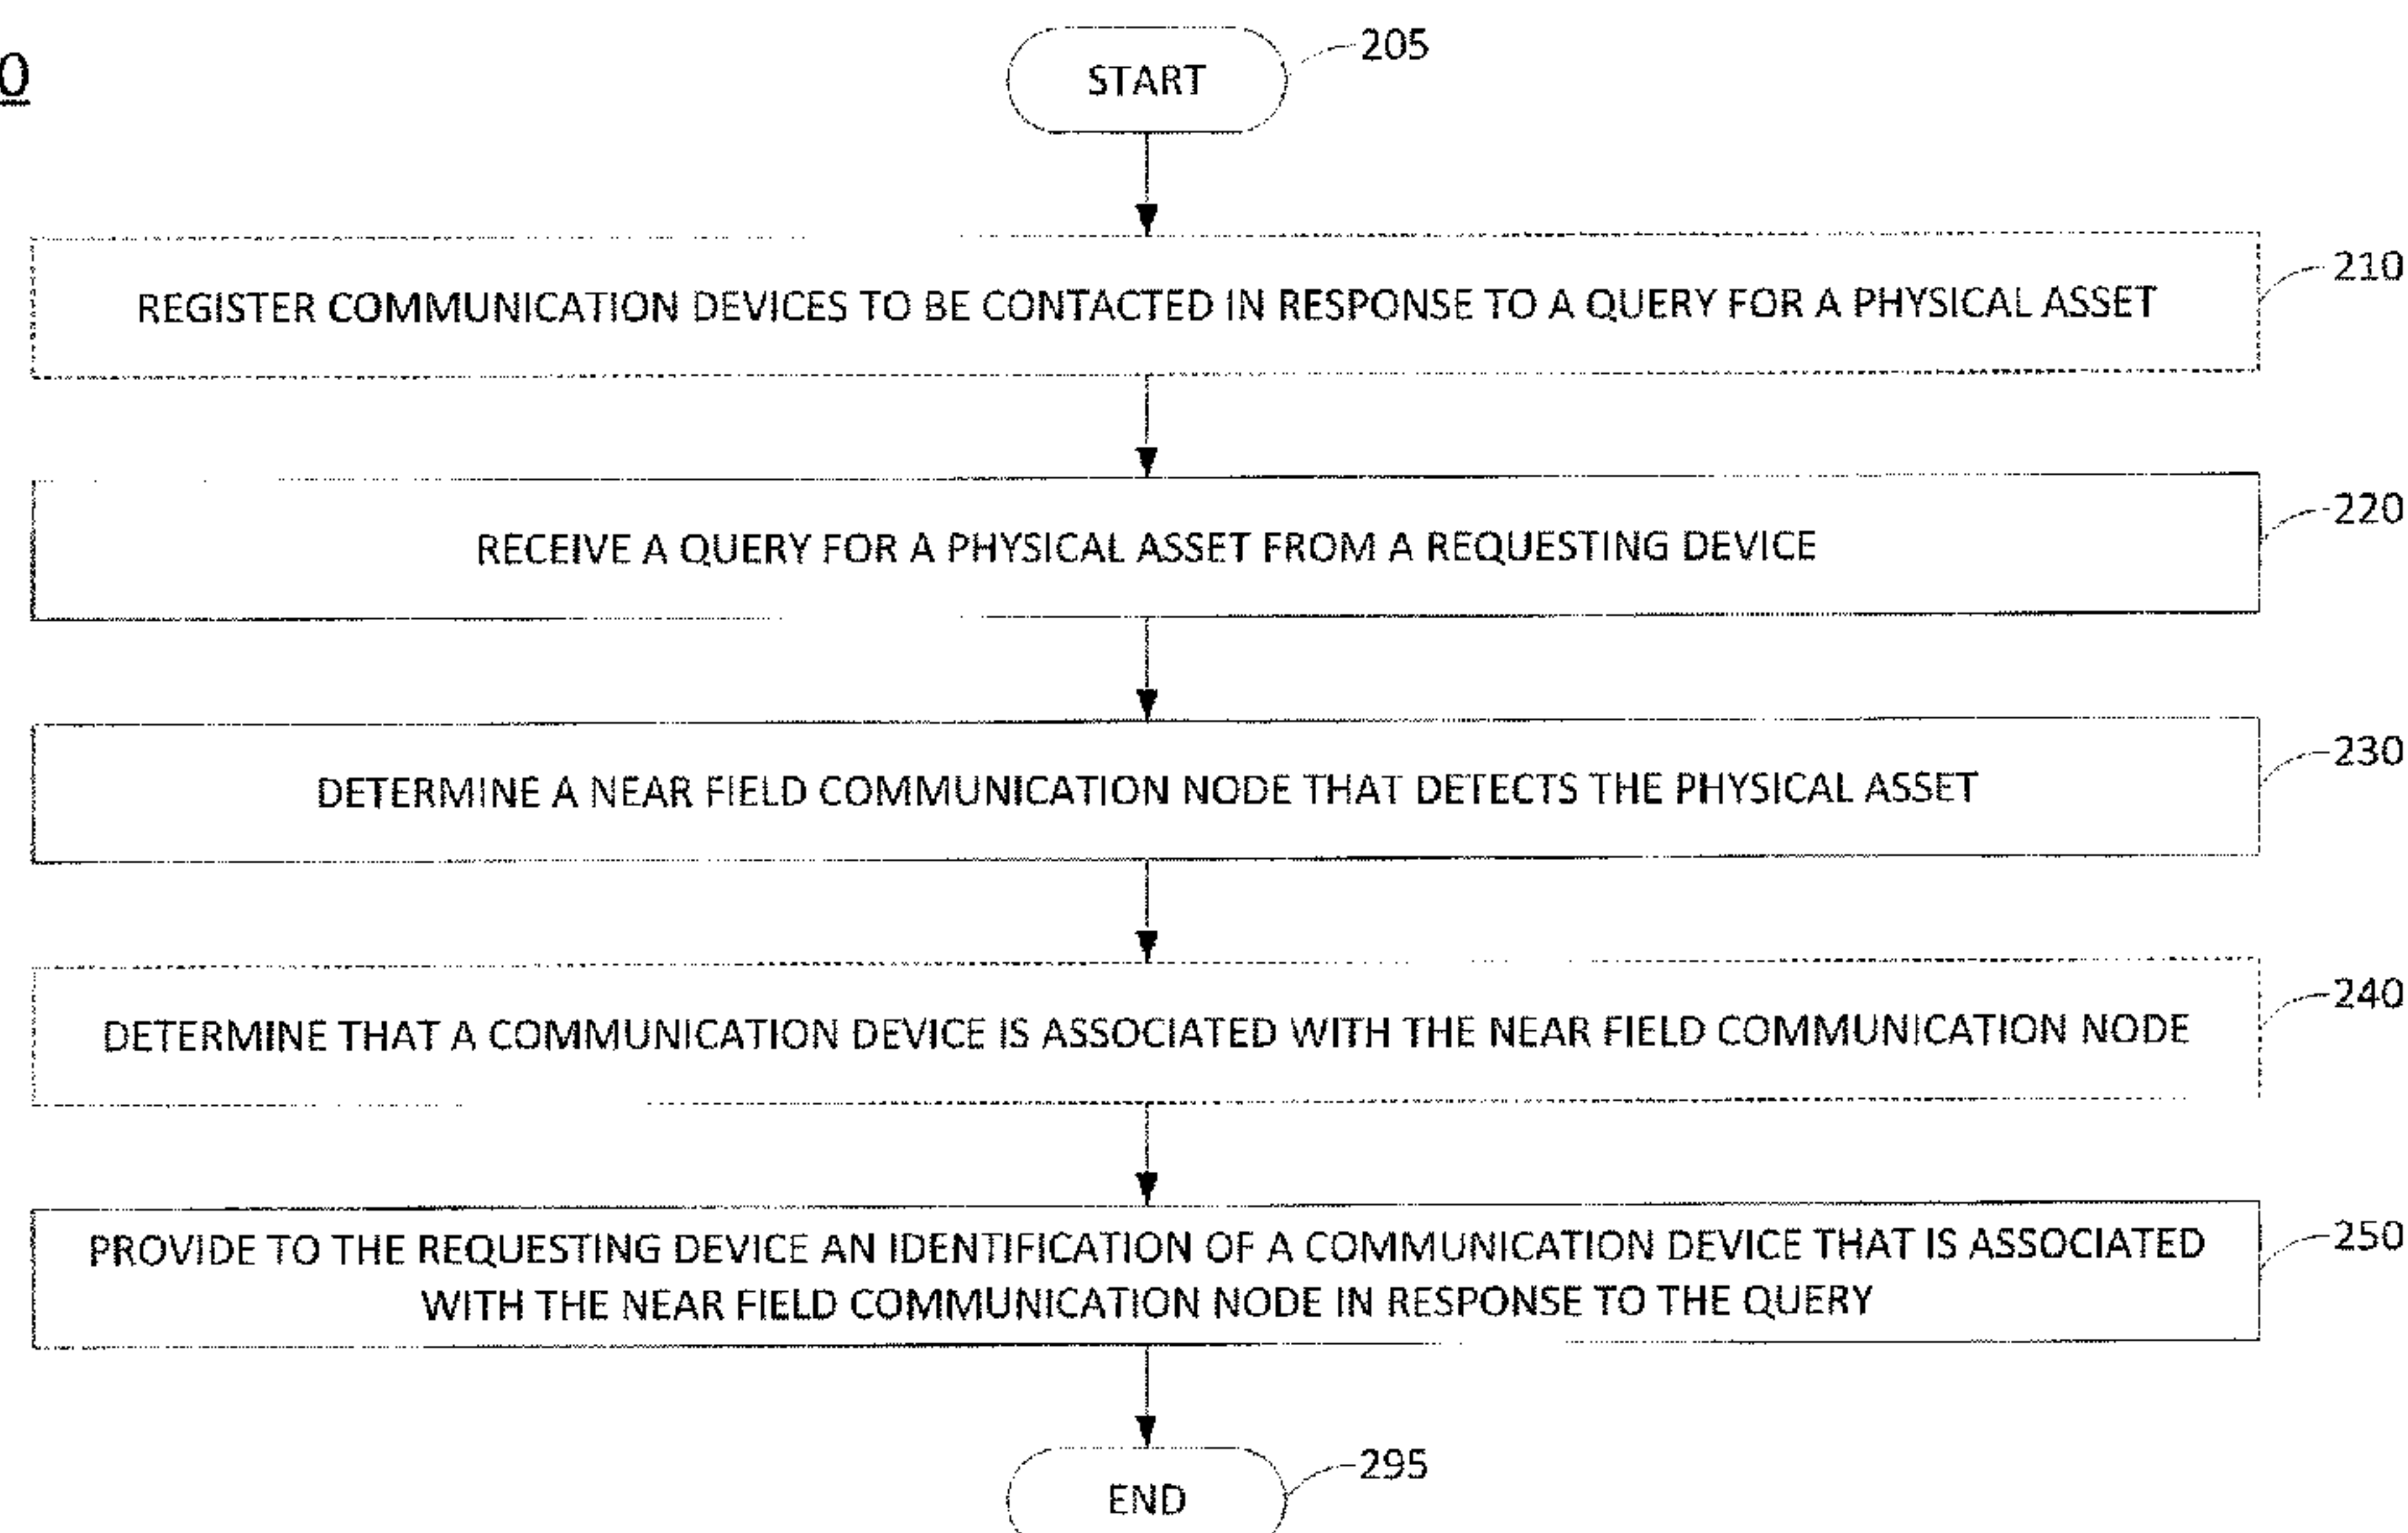 0
START
205
REGISTER COMMUNICATION DEVICES TO BE CONTACTED IN RESPONSE TO A QUERY FOR A PHYSICAL ASSET
210
RECEIVE A QUERY FOR A PHYSICAL ASSET FROM A REQUESTING DEVICE
220
DETERMINE A NEAR FIELD COMMUNICATION NODE THAT DETECTS THE PHYSICAL ASSET
230
DETERMINE THAT A COMMUNICATION DEVICE IS ASSOCIATED WITH THE NEAR FIELD COMMUNICATION NODE
240
PROVIDE TO THE REQUESTING DEVICE AN IDENTIFICATION OF A COMMUNICATION DEVICE THAT IS ASSOCIATED
WITH THE NEAR FIELD COMMUNICATION NODE IN RESPONSE TO THE QUERY
250
END
295